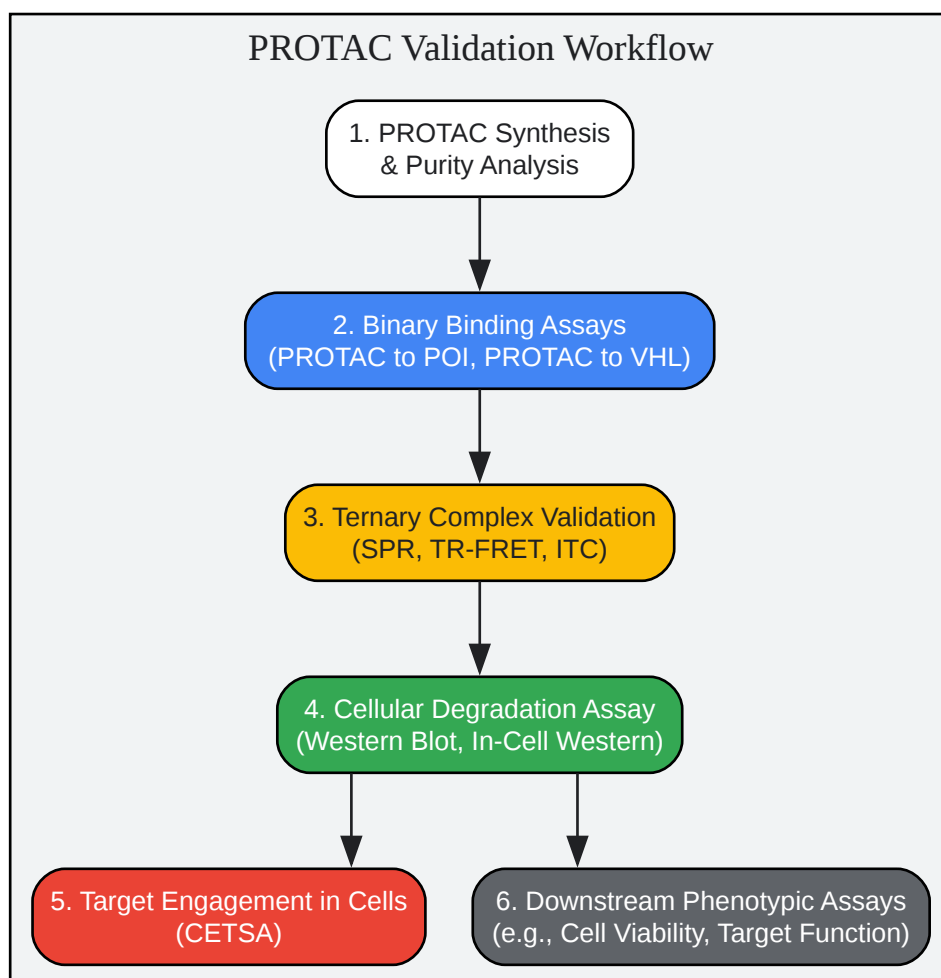 PROTAC Validation Workflow
1. PROTAC Synthesis
& Purity Analysis
2. Binary Binding Assays
(PROTAC to POI, PROTAC to VHL)
3. Ternary Complex Validation
(SPR, TR-FRET, ITC)
4. Cellular Degradation Assay
(Western Blot, In-Cell Western)
5. Target Engagement in Cells
(CETSA)
6. Downstream Phenotypic Assays
(e.g., Cell Viability, Target Function)